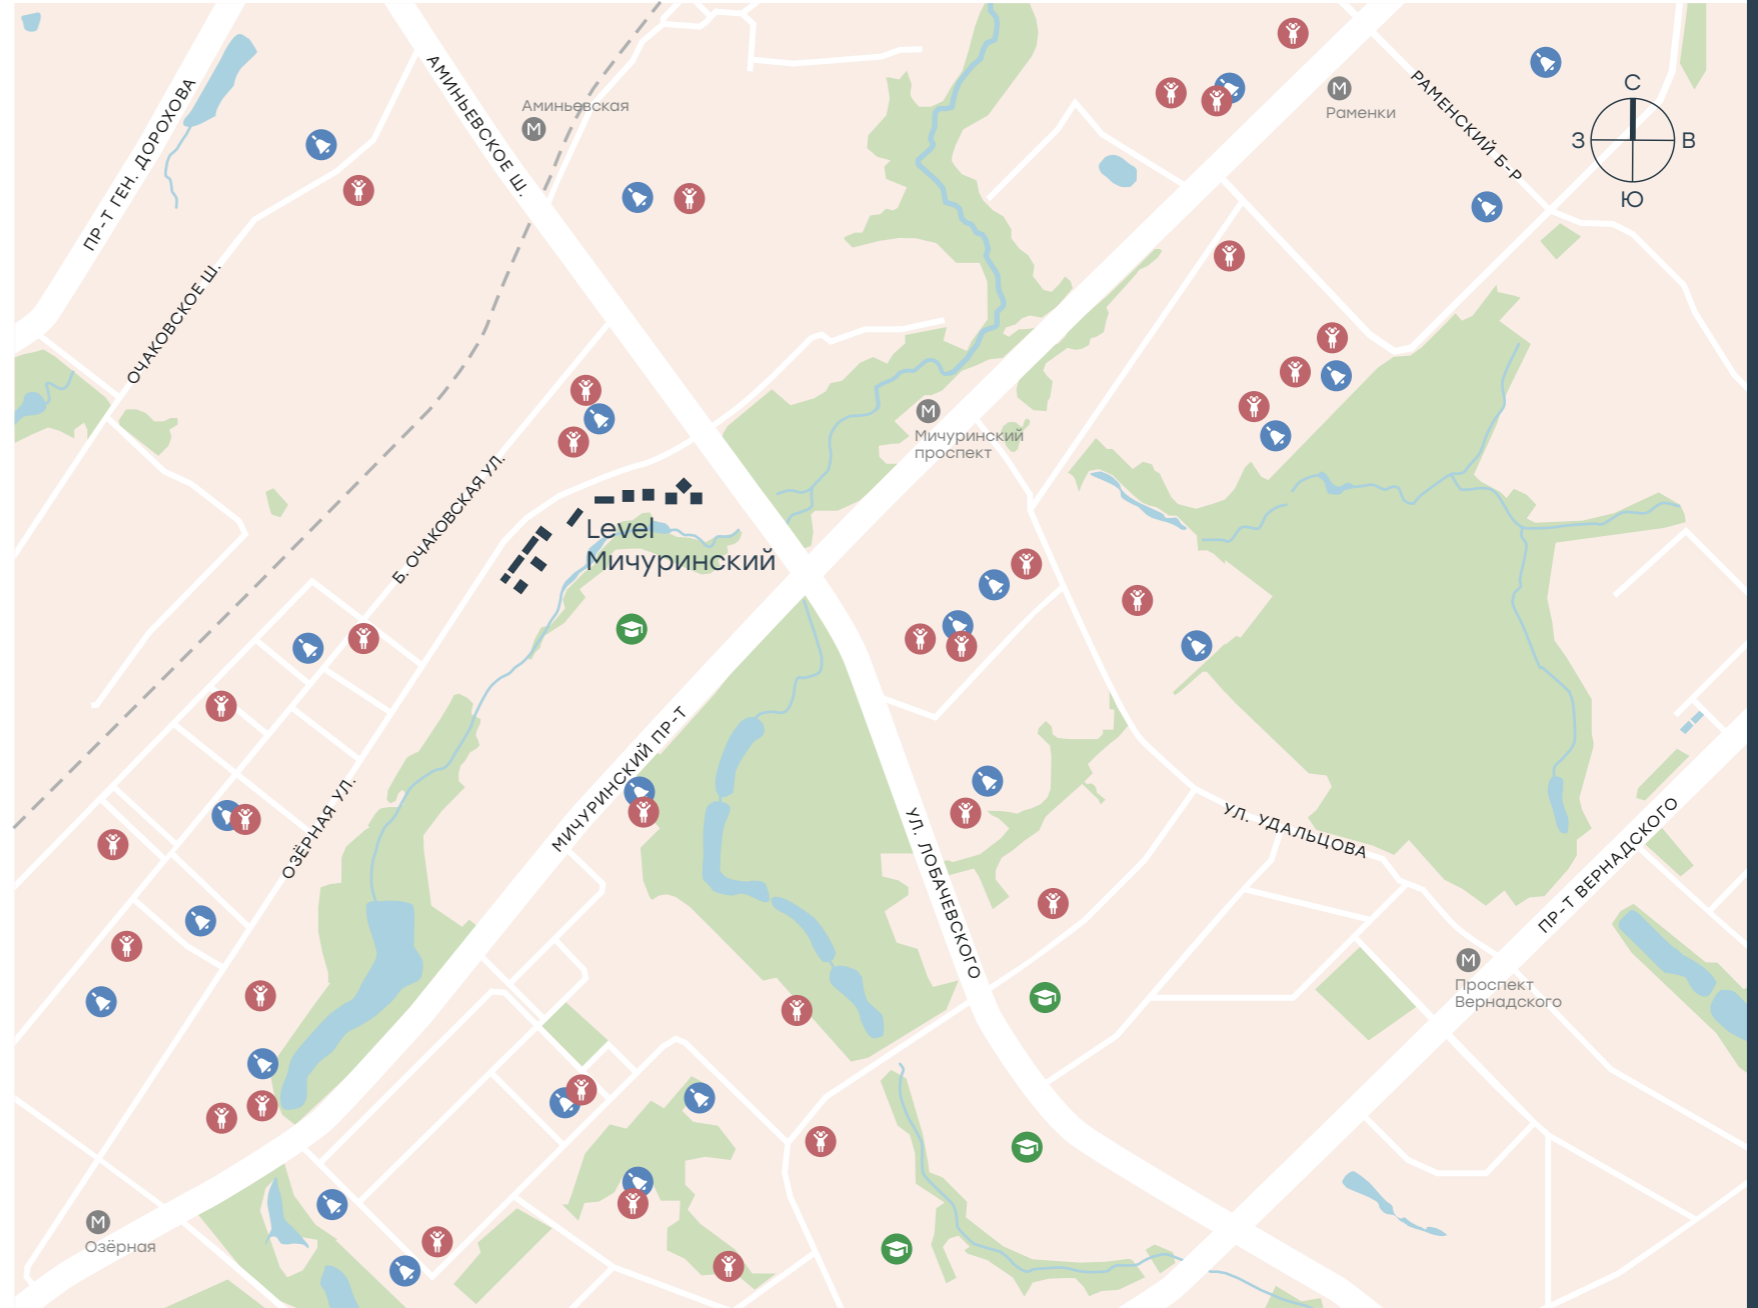 С
З
В
Ю
ПР-Т ГЕН. ДОРОХОВА
АМИНЬЕВСКОЕ Ш.
Аминьевская
М
М
Раменки
РАМЕНСКИЙ Б-Р
ОЧАКОВСКОЕ Ш.
М
Мичуринский
проспект
Б. ОЧАКОВСКАЯ УЛ.
Level
Мичуринский
МИЧУРИНСКИЙ ПР-Т
ОЗЁРНАЯ УЛ.
УЛ. ЛОБАЧЕВСКОГО
УЛ. УДАЛЬЦОВА
ПР-Т ВЕРНАДСКОГО
М
Проспект
Вернадского
М
Озёрная